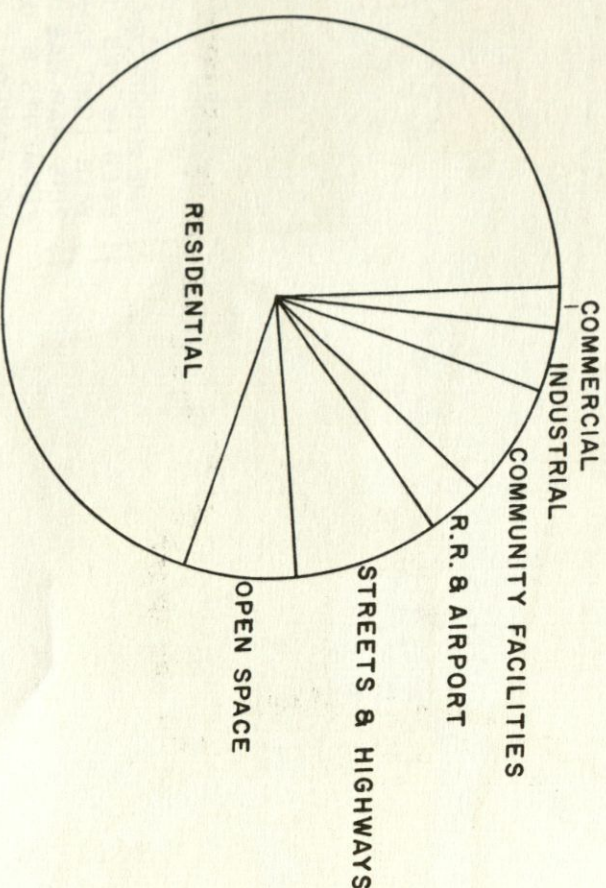 COMMERCIAL
INDUSTRIAL
COMMUNITY FACILITIES
R.R. & AIRPORT
STREETS & HIGHWAYS
OPEN SPACE
RESIDENTIAL